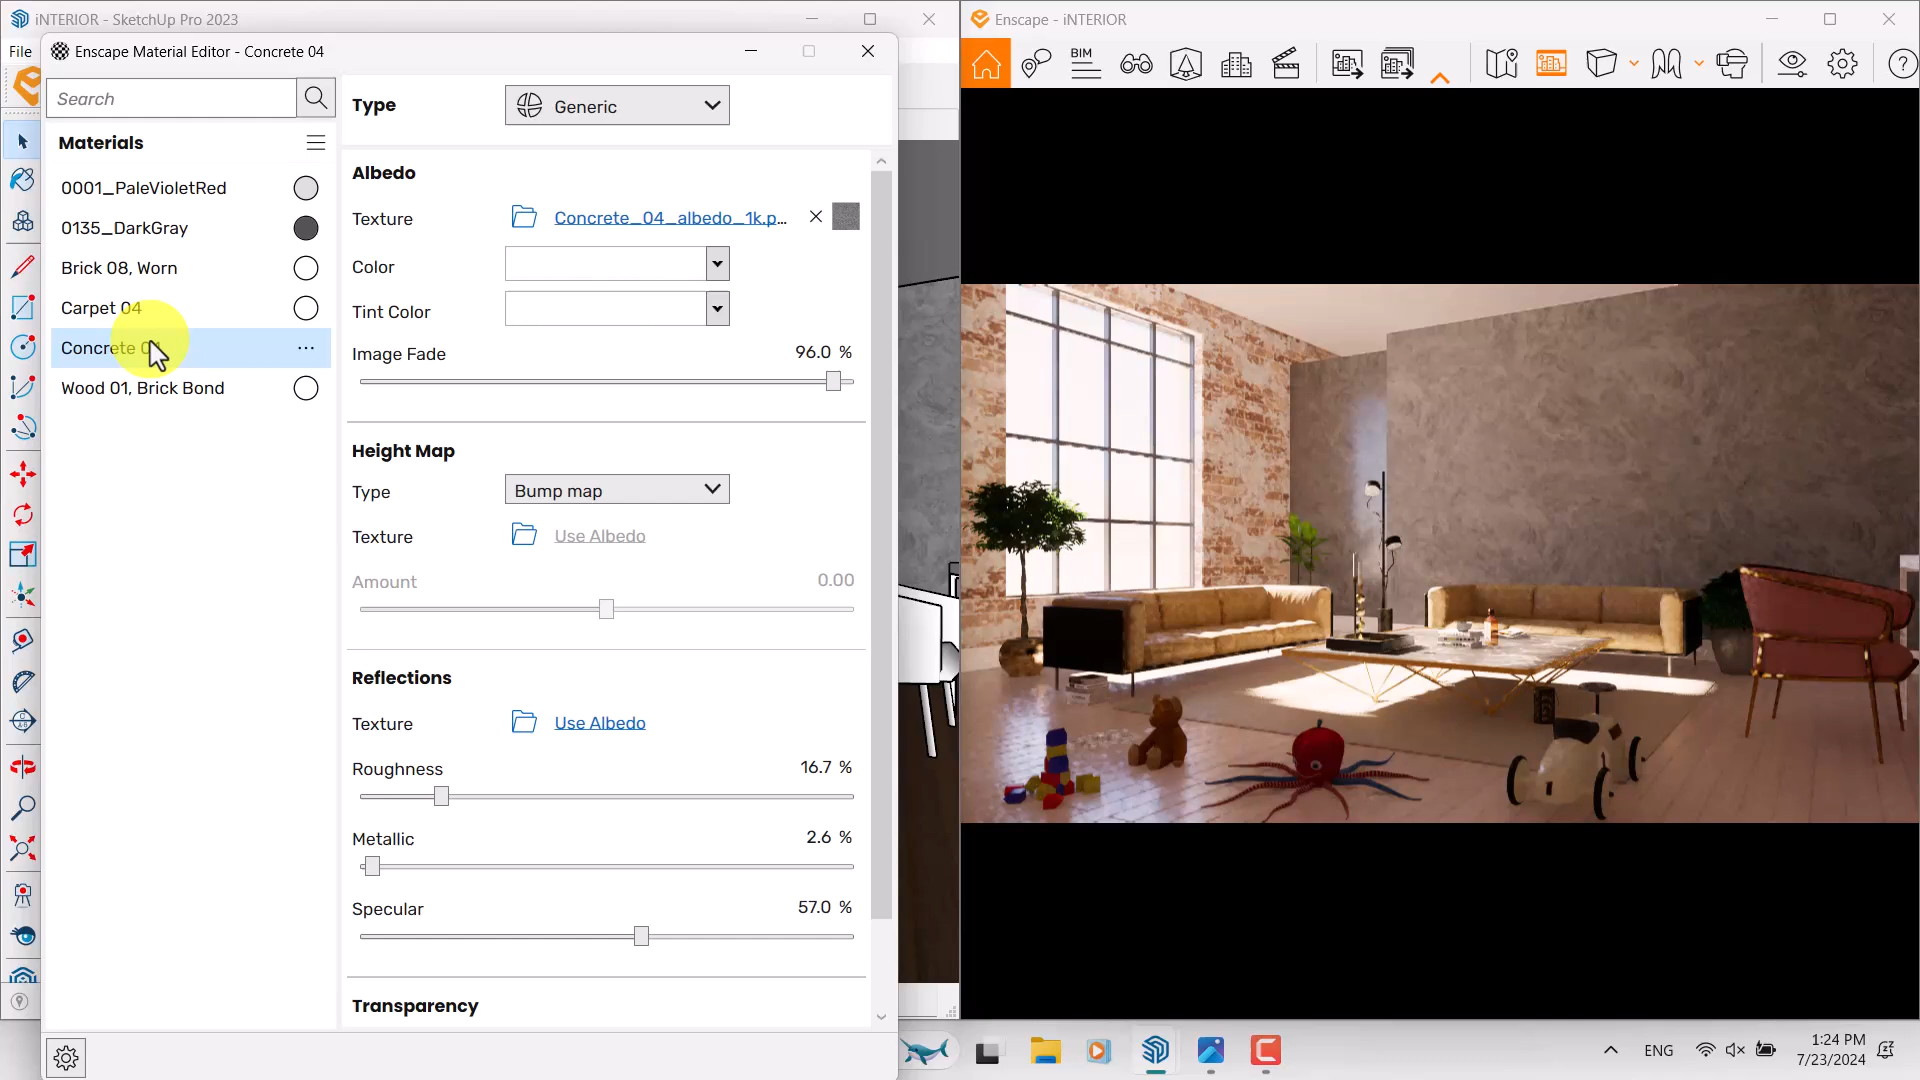 iNTERIOR - SketchUp Pro 2023
Enscape - iNTERIOR
File
Enscape Material Editor - Concrete 04
BIM
Search
Type
Generic
Materials
0001_PaleVioletRed
0135_DarkGray
Brick 08, Worn
Carpet 04
Concrete 04
Wood 01, Brick Bond
Albedo
Texture
Concrete_04_albedo_1k.p...
Color
Tint Color
Image Fade
96.0 %
Height Map
Type
Bump map
Texture
Use Albedo
Amount
0.00
Reflections
Texture
Use Albedo
Roughness
16.7 %
Metallic
2.6 %
Specular
57.0 %
Transparency
ENG
1:24 PM
7/23/2024